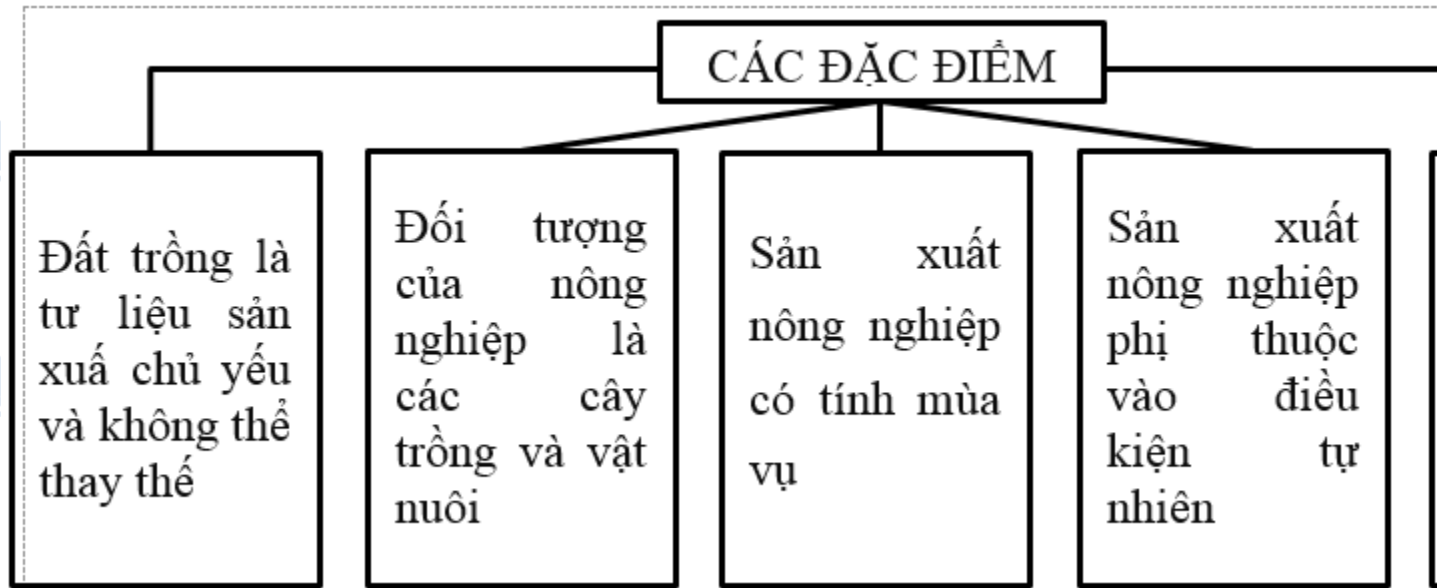 CÁC ĐẶC ĐIỂM
Đất trồng là
tư liệu sản
xuấ chủ yếu
và không thể
thay thế
Đối tượng
của nông
nghiệp là
các cây
trồng và vật
nuôi
Sản xuất
nông nghiệp
có tính mùa
vụ
Sản xuất
nông nghiệp
phị thuộc
vào điều
kiện tự
nhiên